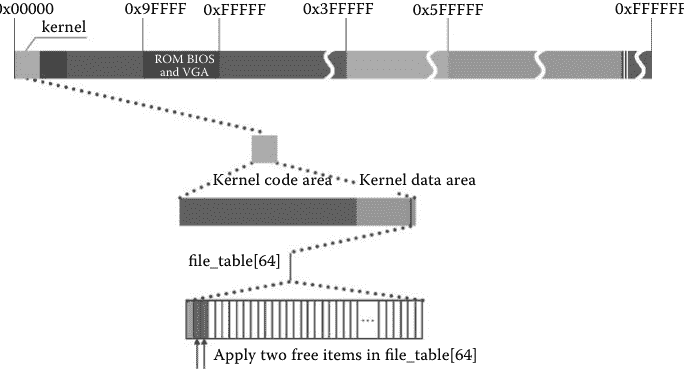 0x00000 0x9FFFF 0xFFFFF 0x3FFFFF 0x5FFFFF 0xFFFFFF
kernel
ROM BIOS
and VGA
Kernel code area Kernel data area
file_table[64]
...
Apply two free items in file_table[64]